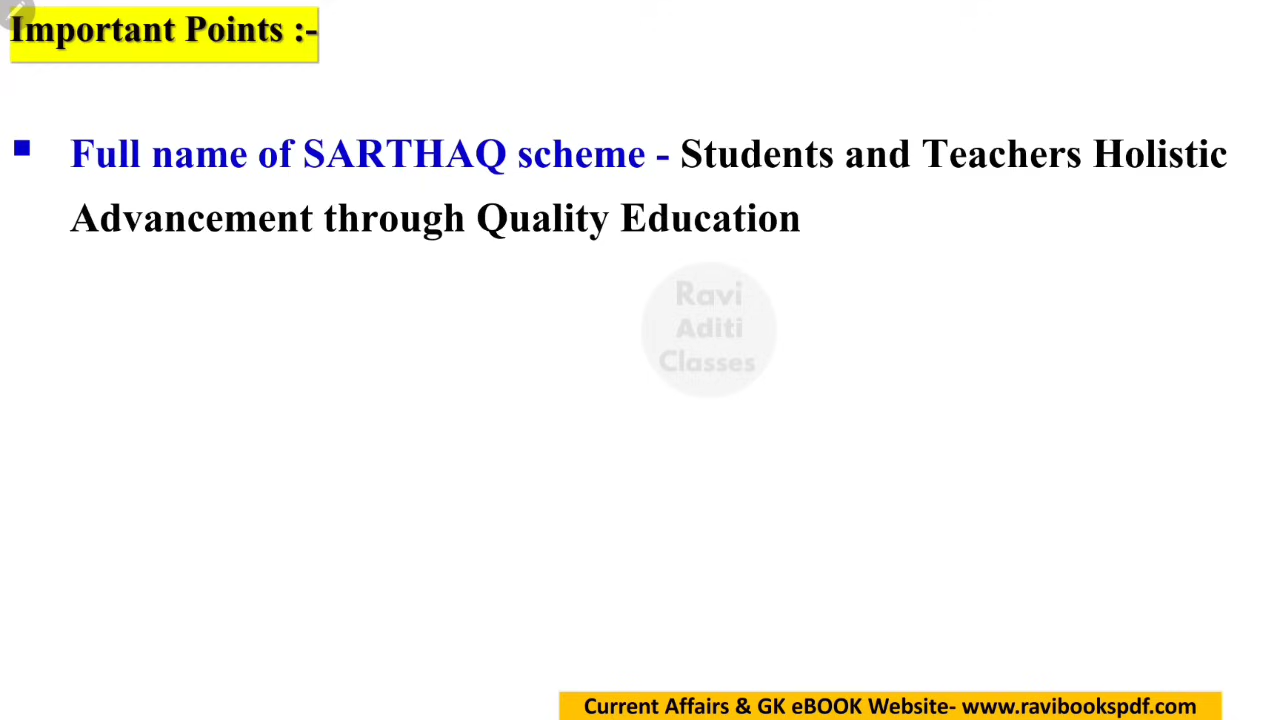 Important Points :-
▪ Full name of SARTHAQ scheme - Students and Teachers Holistic
Advancement through Quality Education
Ravi
Aditi
Classes
Current Affairs & GK eBOOK Website- www.ravibookspdf.com